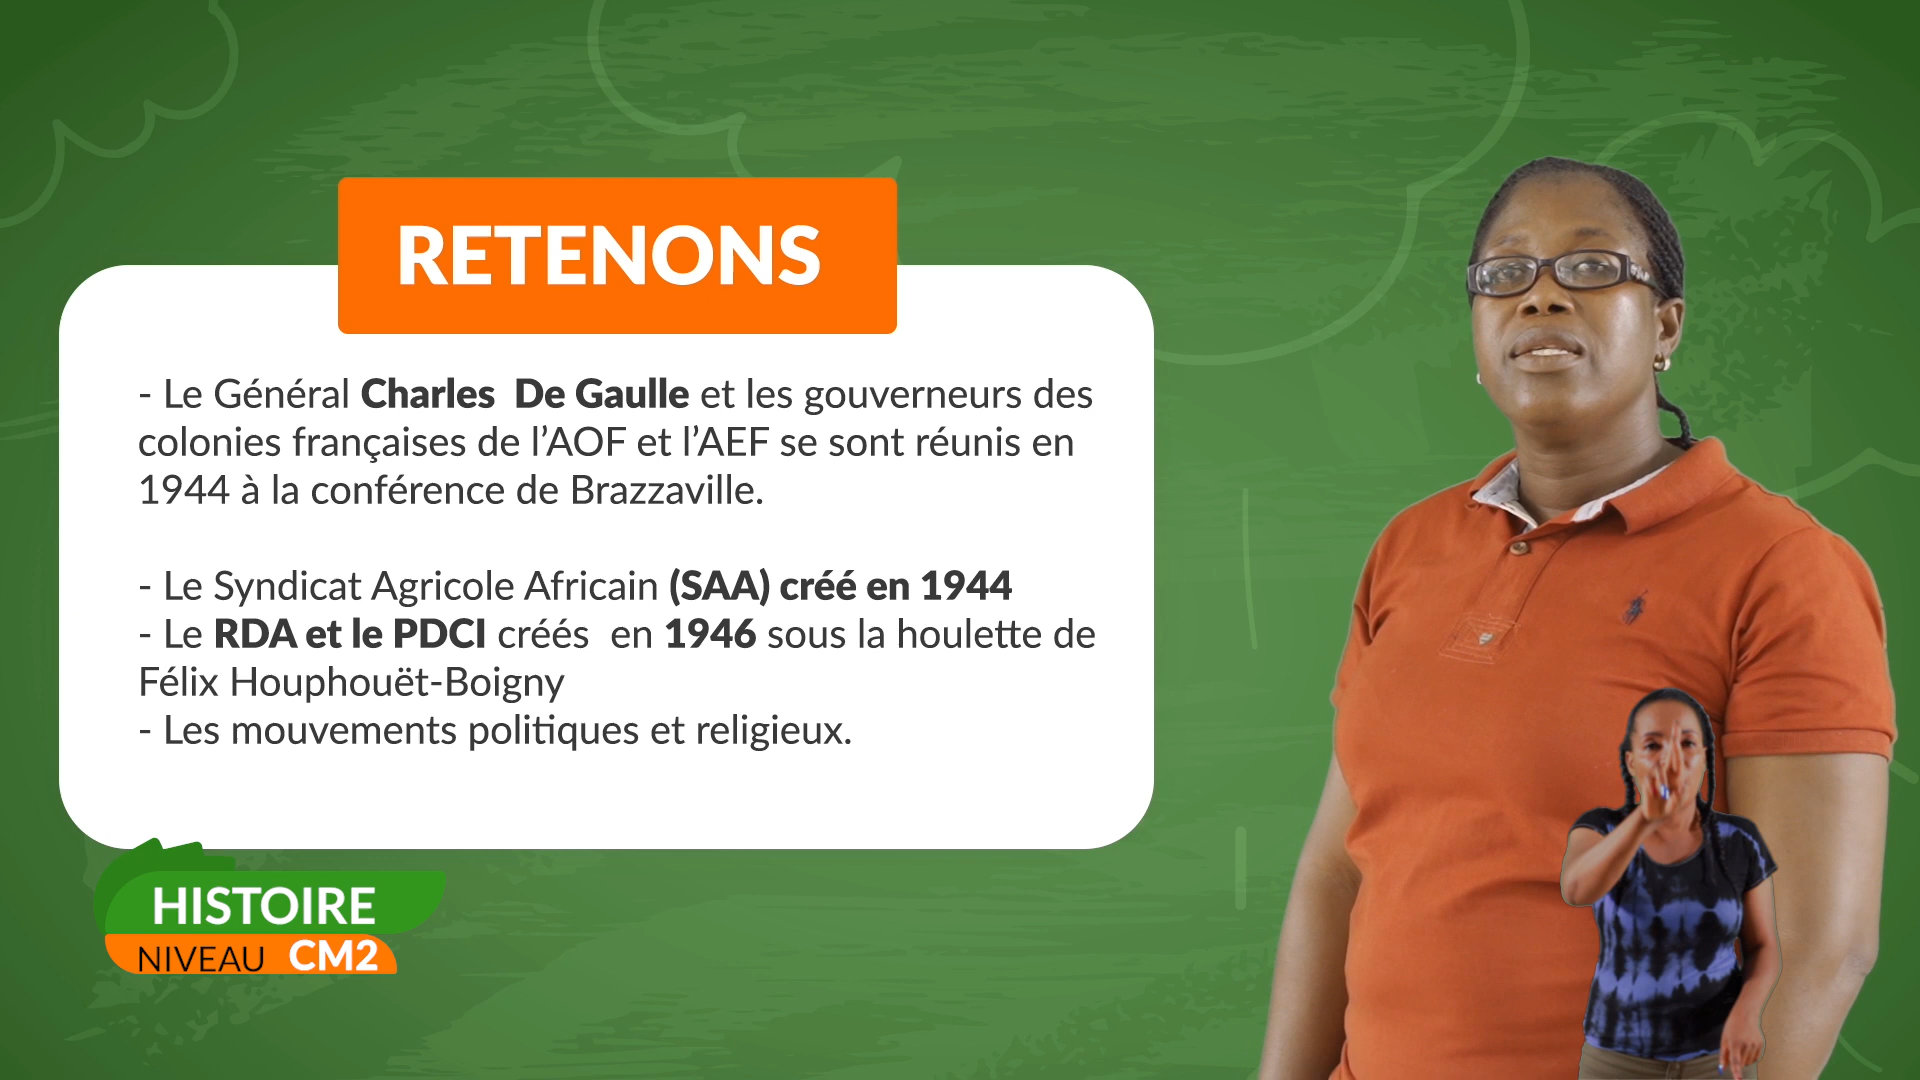 RETENONS
- Le Général Charles  De Gaulle et les gouverneurs des
colonies françaises de l’AOF et l’AEF se sont réunis en
1944 à la conférence de Brazzaville.
- Le Syndicat Agricole Africain (SAA) créé en 1944
- Le RDA et le PDCI créés  en 1946 sous la houlette de
Félix Houphouët-Boigny
- Les mouvements politiques et religieux.
HISTOIRE
NIVEAU CM2